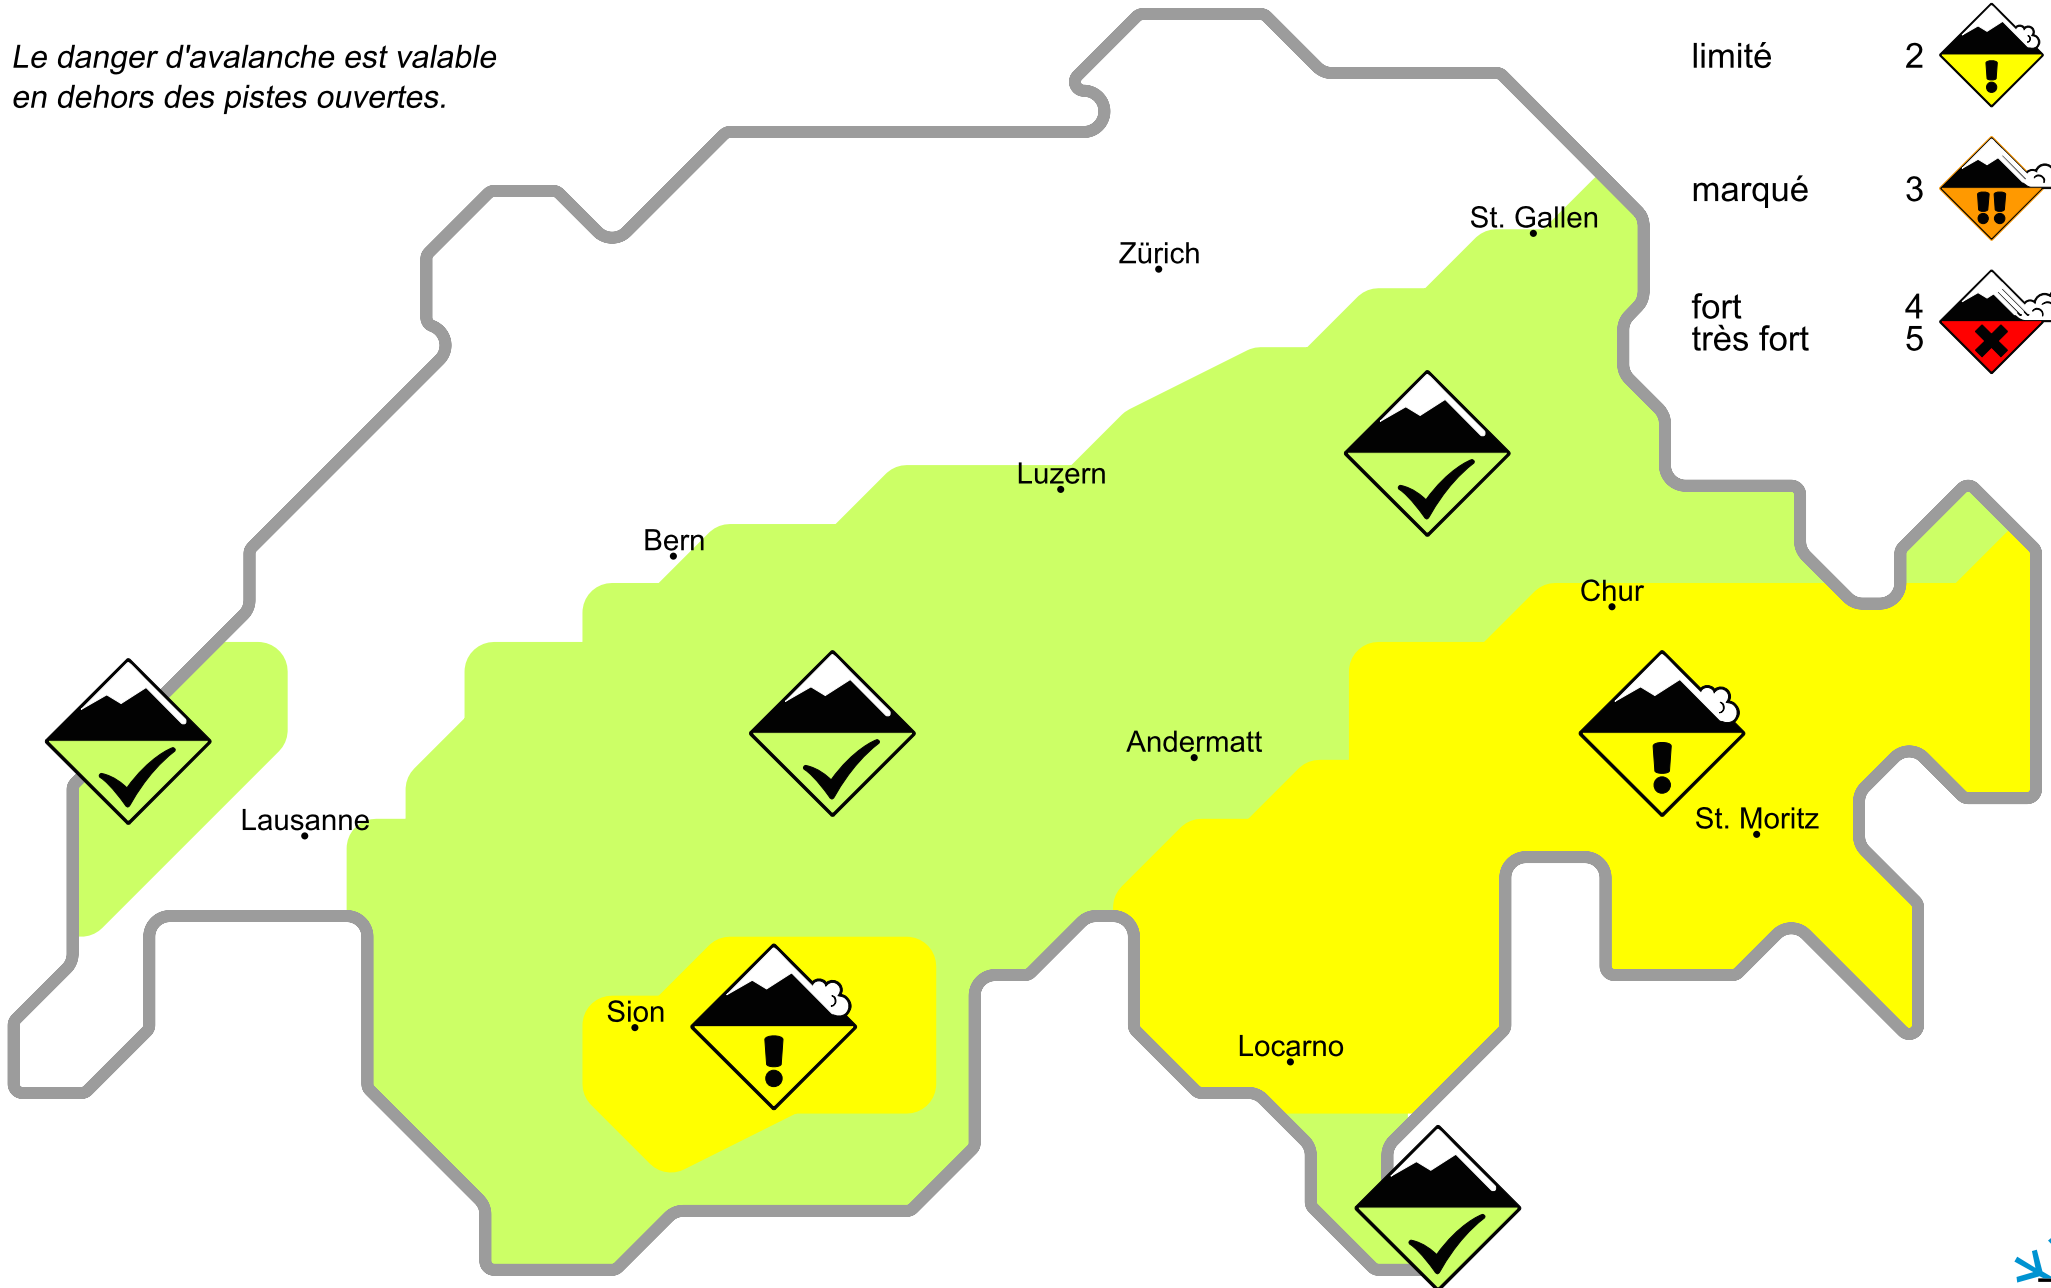 Le danger d'avalanche est valable
en dehors des pistes ouvertes.
limité 2
marqué 3
fort 4
très fort 5
St. Gallen
Zürich
Luzern
Bern
Chur
Andermatt
Lausanne
St. Moritz
Sion
Locarno